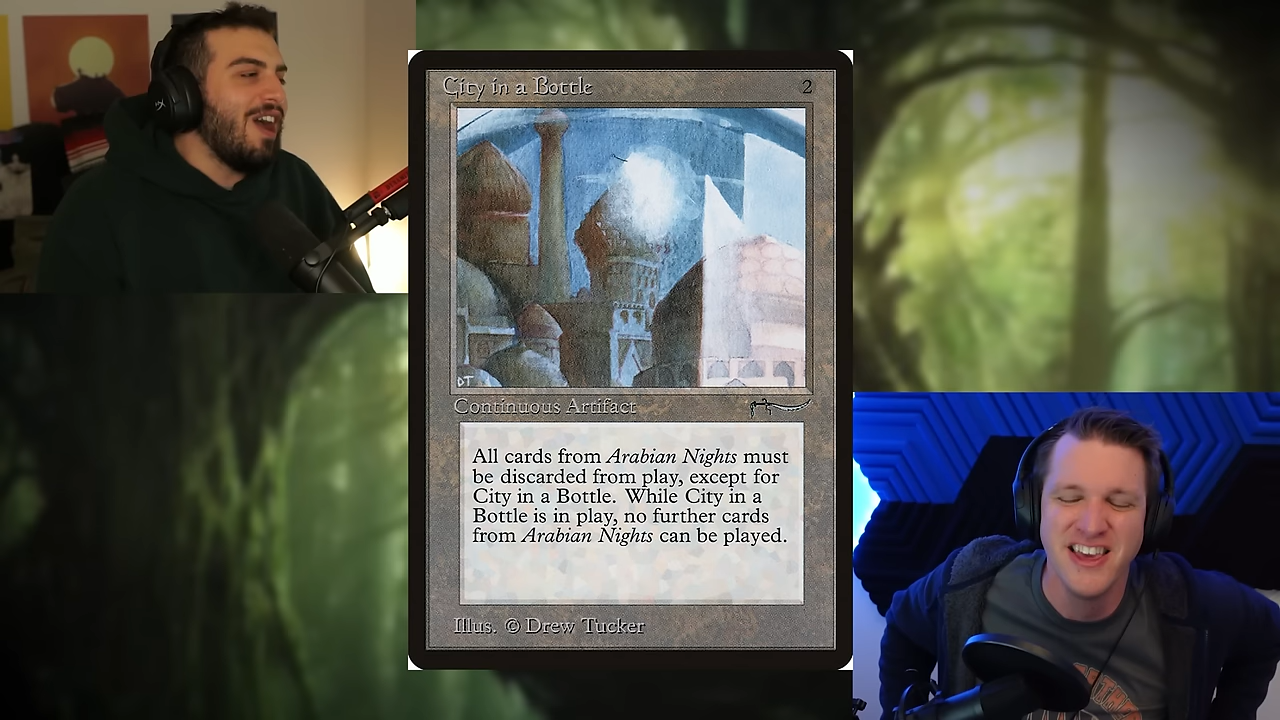 City in a Bottle 2
DT
Continuous Artifact
All cards from Arabian Nights must
be discarded from play, except for
City in a Bottle. While City in a
Bottle is in play, no further cards
from Arabian Nights can be played.
Illus. © Drew Tucker